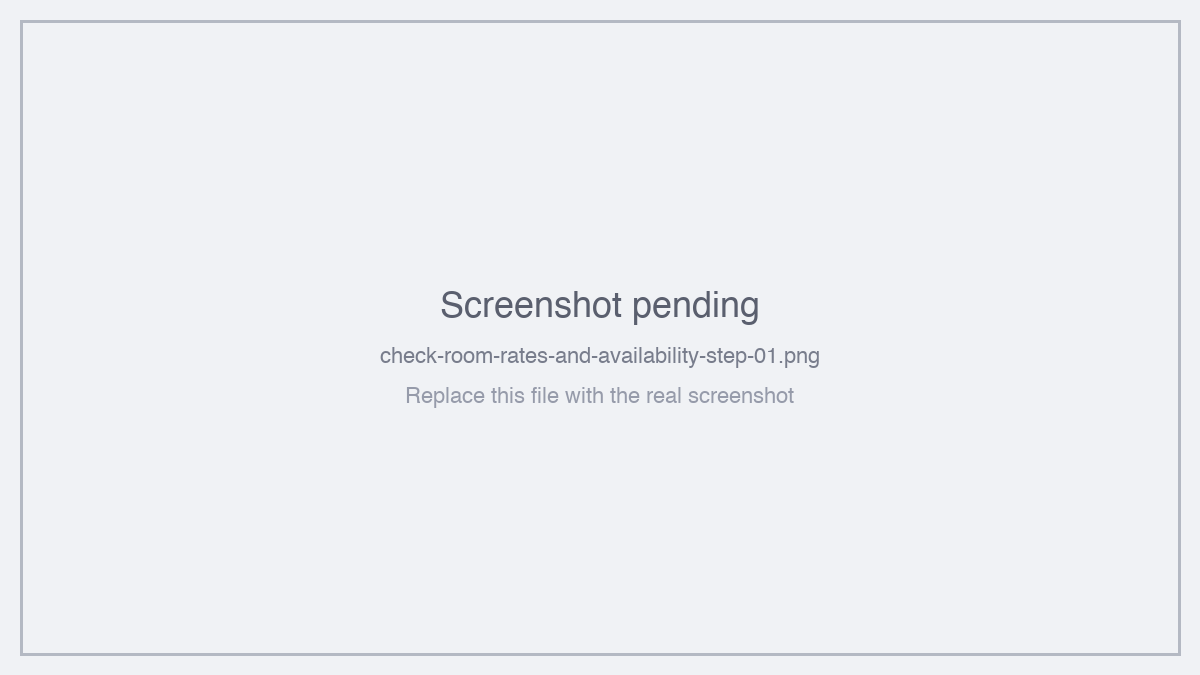 Screenshot pending
check-room-rates-and-availability-step-01.png
Replace this file with the real screenshot